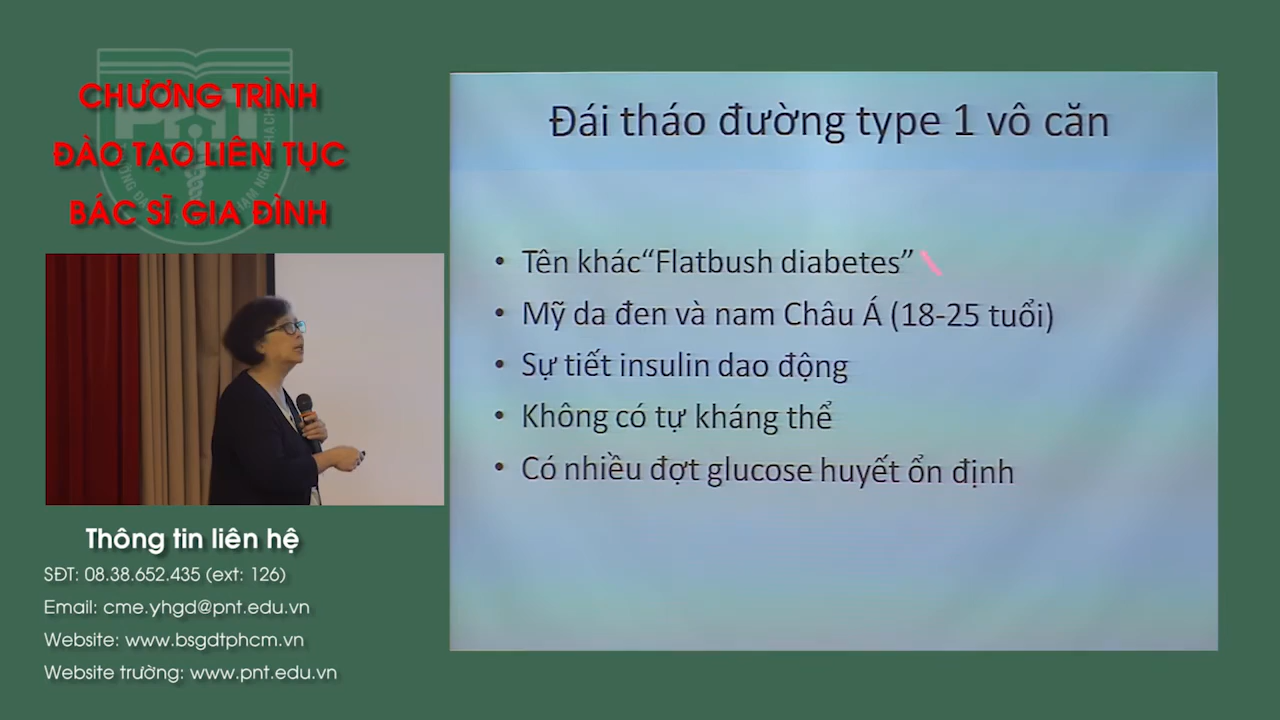 CHƯƠNG TRÌNH
ĐÀO TẠO LIÊN TỤC
BÁC SĨ GIA ĐÌNH
Thông tin liên hệ
SĐT: 08.38.652.435 (ext: 126)
Email: cme.yhgd@pnt.edu.vn
Website: www.bsgdtphcm.vn
Website trường: www.pnt.edu.vn
Đái tháo đường type 1 vô căn
• Tên khác“Flatbush diabetes”
• Mỹ da đen và nam Châu Á (18-25 tuổi)
• Sự tiết insulin dao động
• Không có tự kháng thể
• Có nhiều đợt glucose huyết ổn định